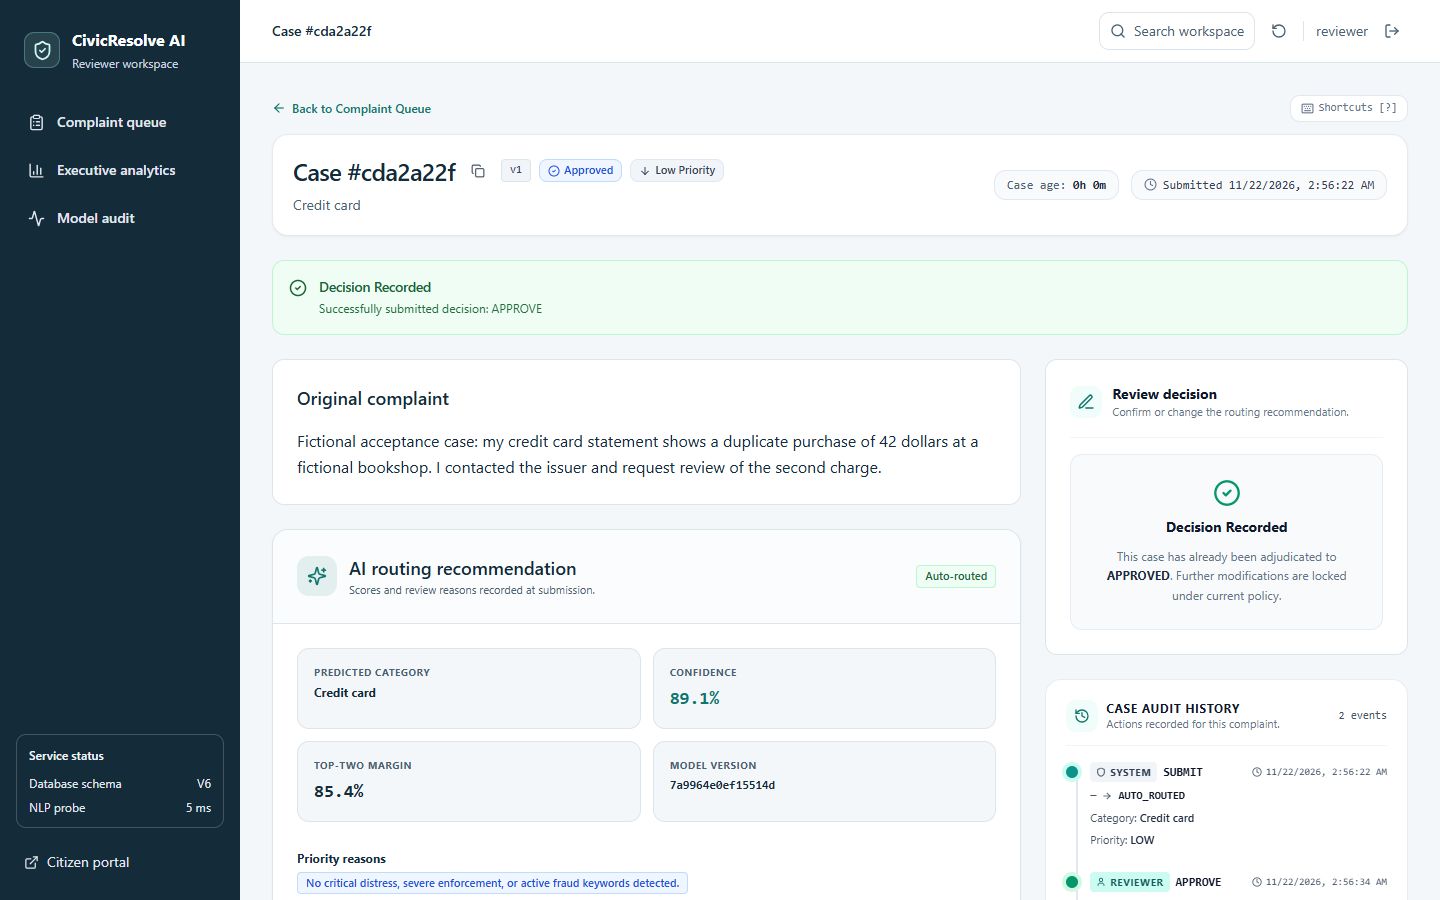 CivicResolve AI
Reviewer workspace
Complaint queue
Executive analytics
Model audit
Service status
Database schema V6
NLP probe 5 ms
Citizen portal
Case #cda2a22f
Search workspace
reviewer
Back to Complaint Queue
Shortcuts [?]
Case #cda2a22f v1 Approved Low Priority
Credit card
Case age: 0h 0m
Submitted 11/22/2026, 2:56:22 AM
Decision Recorded
Successfully submitted decision: APPROVE
Original complaint
Fictional acceptance case: my credit card statement shows a duplicate purchase of 42 dollars at a
fictional bookshop. I contacted the issuer and request review of the second charge.
AI routing recommendation
Scores and review reasons recorded at submission.
Auto-routed
PREDICTED CATEGORY
Credit card
CONFIDENCE
89.1%
TOP-TWO MARGIN
85.4%
MODEL VERSION
7a9964e0ef15514d
Priority reasons
No critical distress, severe enforcement, or active fraud keywords detected.
Review decision
Confirm or change the routing recommendation.
Decision Recorded
This case has already been adjudicated to
APPROVED. Further modifications are locked
under current policy.
CASE AUDIT HISTORY
Actions recorded for this complaint.
2 events
SYSTEM SUBMIT 11/22/2026, 2:56:22 AM
— → AUTO_ROUTED
Category: Credit card
Priority: LOW
REVIEWER APPROVE 11/22/2026, 2:56:34 AM